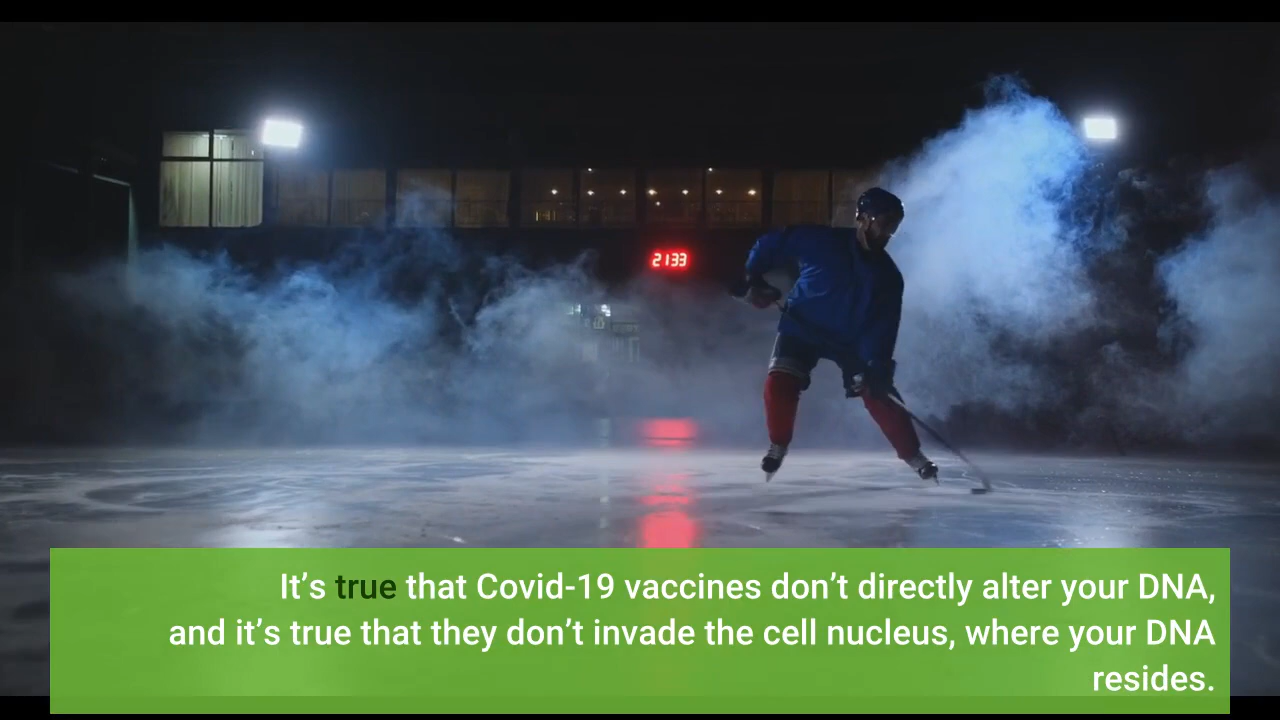 2133
It’s true that Covid-19 vaccines don’t directly alter your DNA,
and it’s true that they don’t invade the cell nucleus, where your DNA
resides.